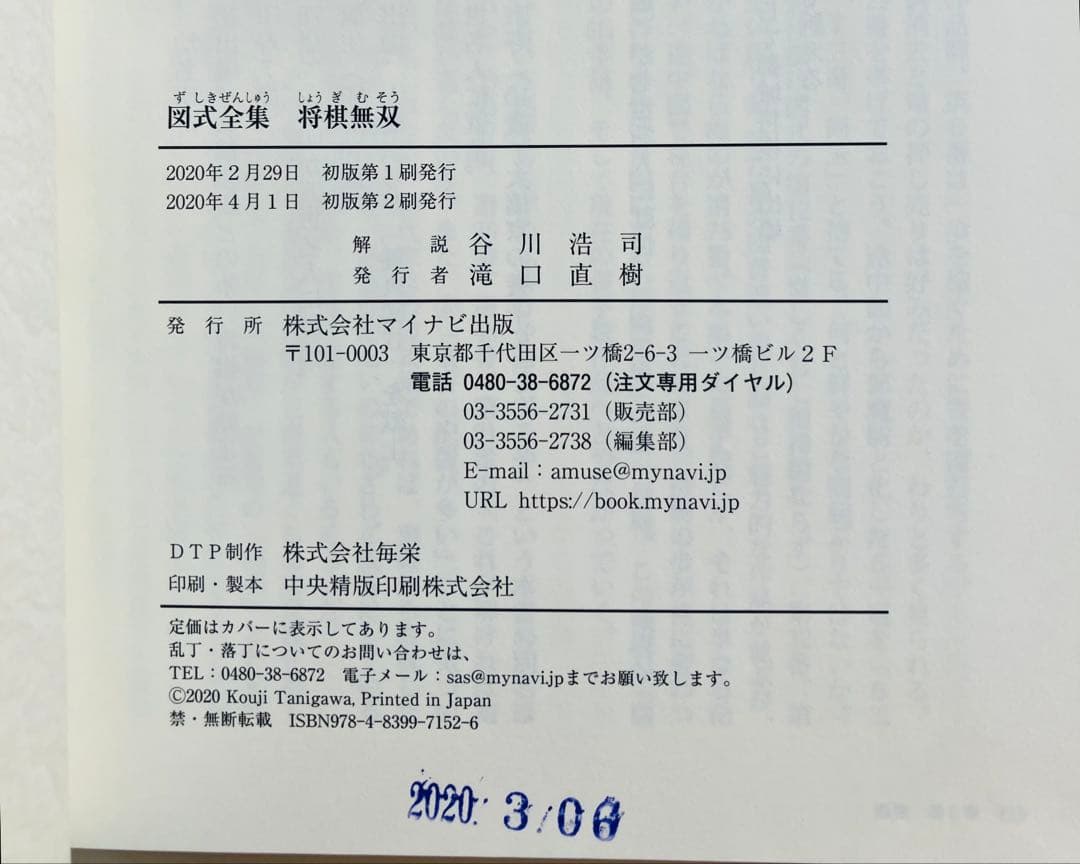 ずしきぜんしゅう しょうぎむそう
図式全集 将棋無双
2020年2月29日 初版第1刷発行
2020年4月1日 初版第2刷発行
解説 谷川浩司
発行者 滝口直樹
発行所 株式会社マイナビ出版
〒101-0003 東京都千代田区一ツ橋2-6-3 一ツ橋ビル2F
電話 0480-38-6872(注文専用ダイヤル)
03-3556-2731(販売部)
03-3556-2738(編集部)
E-mail:amuse@mynavi.jp
URL https://book.mynavi.jp
DTP制作 株式会社毎栄
印刷・製本 中央精版印刷株式会社
定価はカバーに表示してあります。
乱丁・落丁についてのお問い合わせは、
TEL:0480-38-6872 電子メール:sas@mynavi.jpまでお願い致します。
©2020 Kouji Tanigawa, Printed in Japan
禁・無断転載 ISBN978-4-8399-7152-6
2020. 3/06